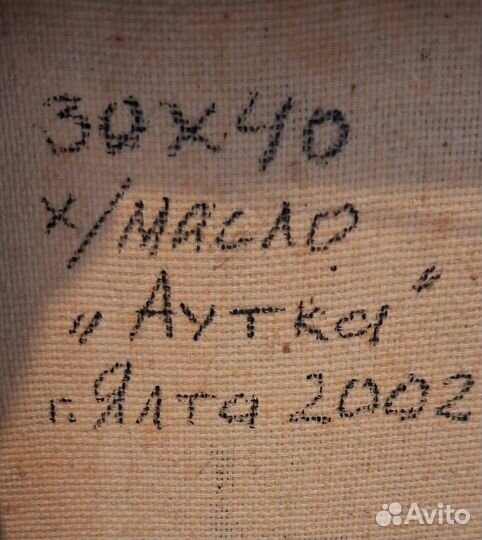 30х40
х/масло
„Аутка"
г. Ялта 2002
Avito